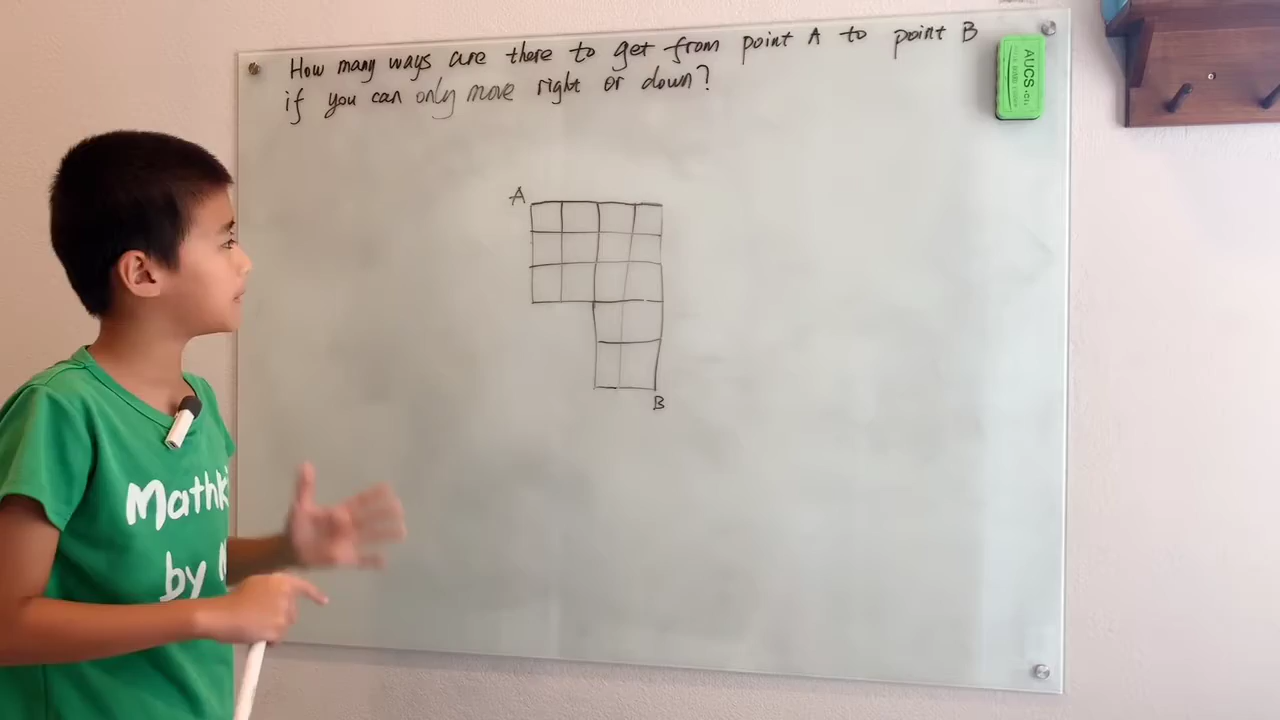 How many ways are there to get from point A to point B
if you can only move right or down?
AUCS
A
B
Mathk
by